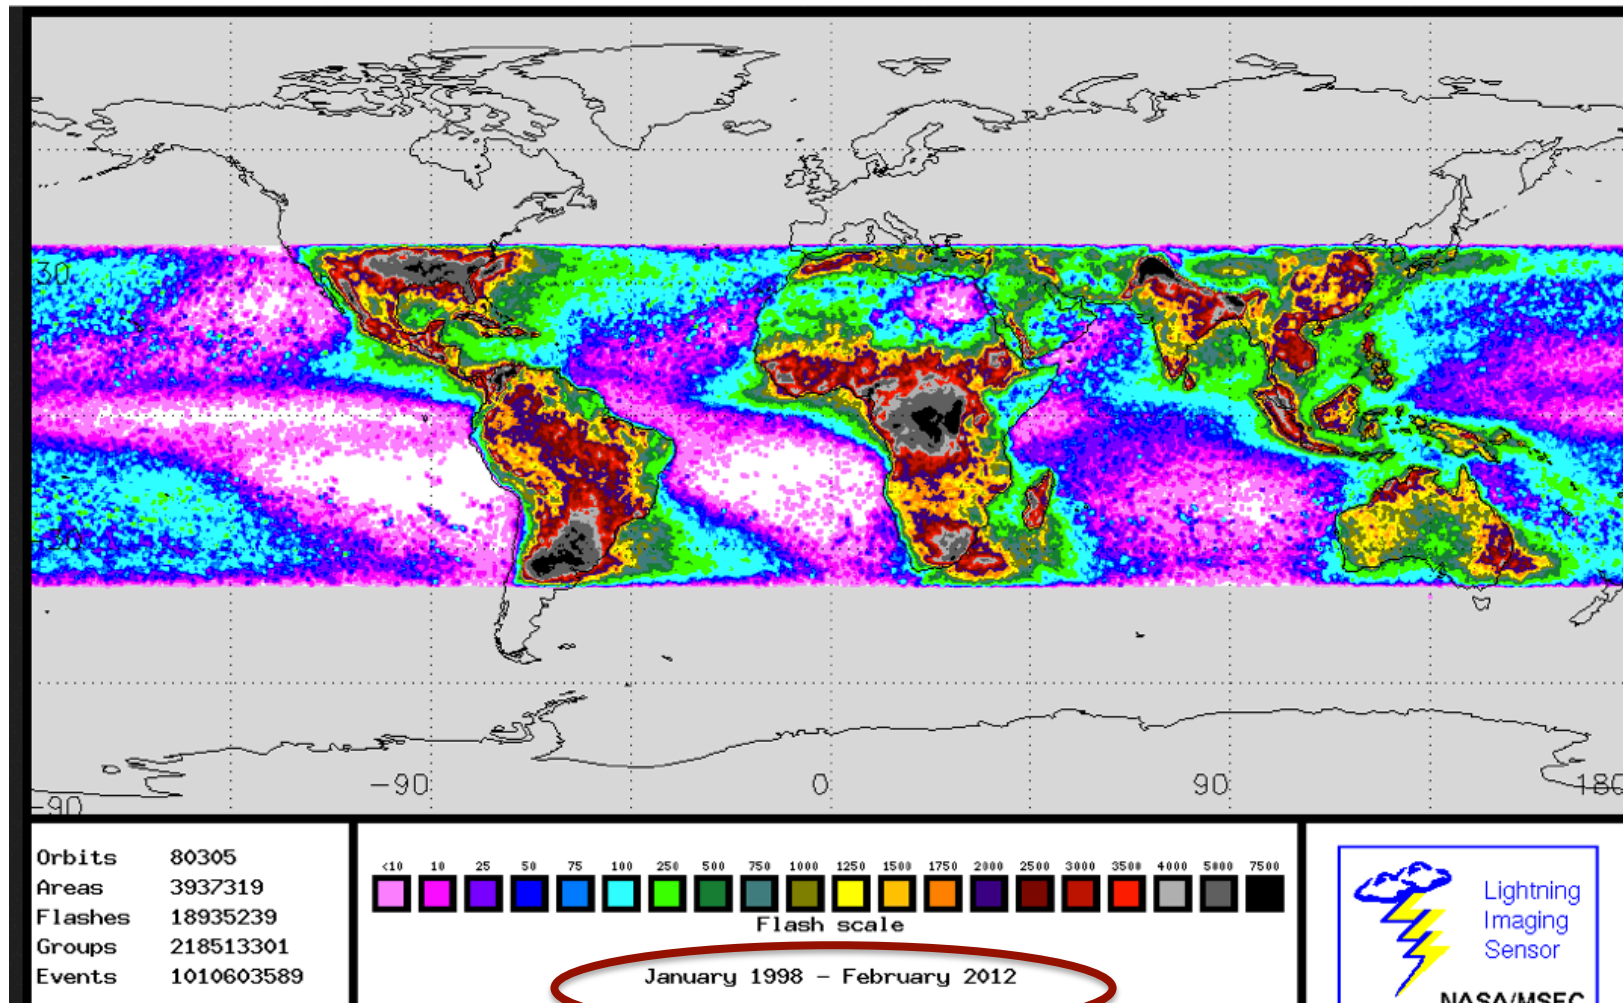 30
-30
-90 0 90 180
-90
Orbits 80305
Areas 3937319
Flashes 18935239
Groups 218513301
Events 1010603589
<10 10 25 50 75 100 250 500 750 1000 1250 1500 1750 2000 2500 3000 3500 4000 5000 7500
Flash scale
January 1998 - February 2012
Lightning
Imaging
Sensor
NASA/MSFC